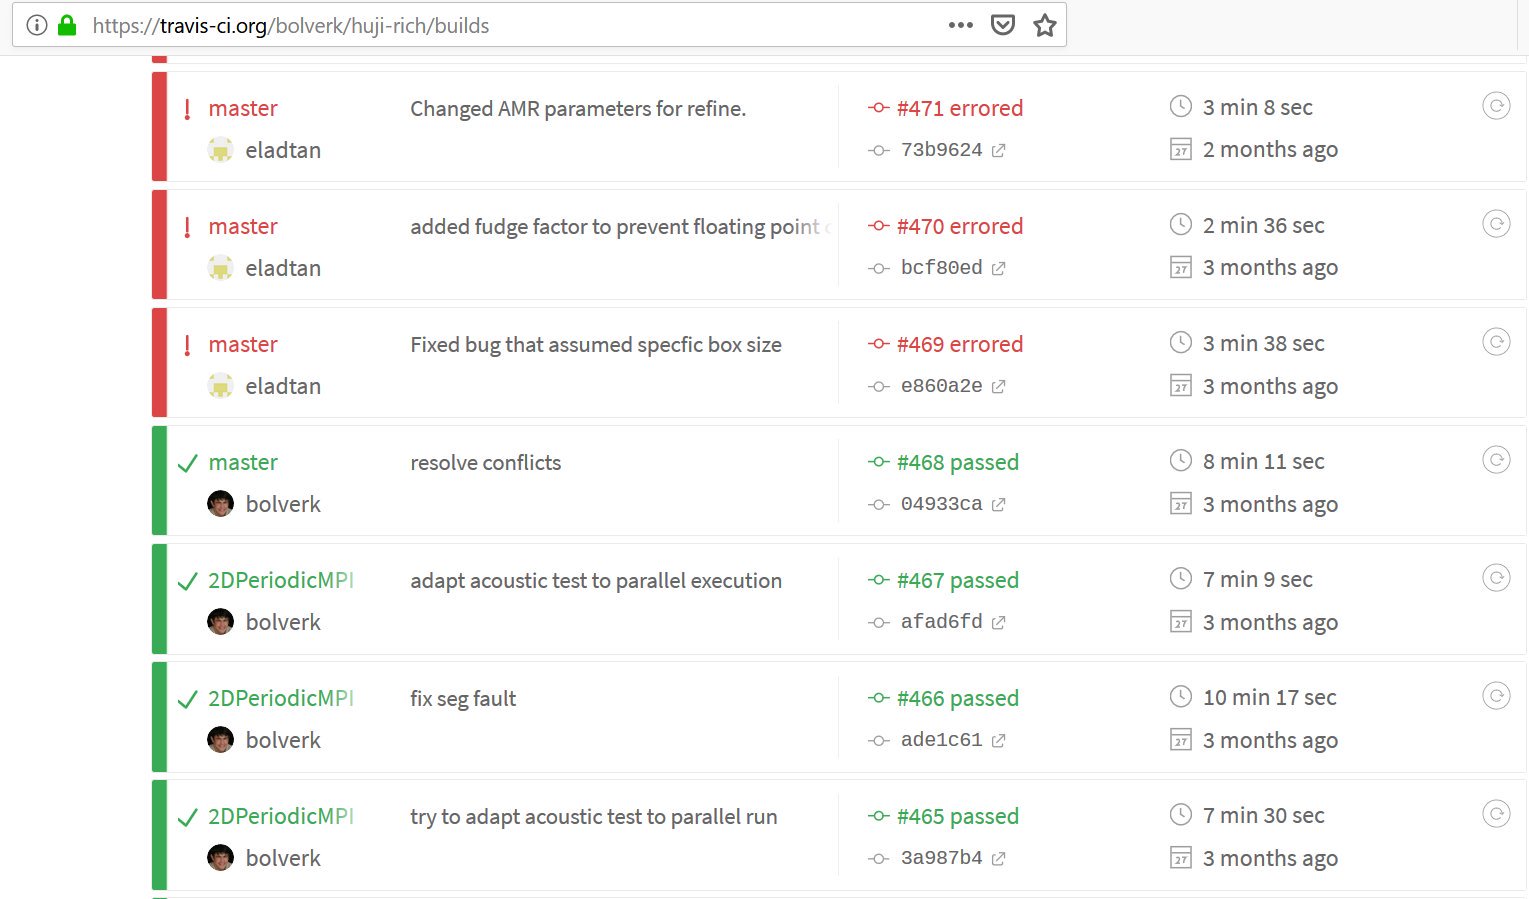 https://travis-ci.org/bolverk/huji-rich/builds
master Changed AMR parameters for refine. #471 errored 3 min 8 sec
eladtan 73b9624 27 2 months ago
master added fudge factor to prevent floating point #470 errored 2 min 36 sec
eladtan bcf80ed 27 3 months ago
master Fixed bug that assumed specfic box size #469 errored 3 min 38 sec
eladtan e860a2e 27 3 months ago
master resolve conflicts #468 passed 8 min 11 sec
bolverk 04933ca 27 3 months ago
2DPeriodicMPI adapt acoustic test to parallel execution #467 passed 7 min 9 sec
bolverk afad6fd 27 3 months ago
2DPeriodicMPI fix seg fault #466 passed 10 min 17 sec
bolverk ade1c61 27 3 months ago
2DPeriodicMPI try to adapt acoustic test to parallel run #465 passed 7 min 30 sec
bolverk 3a987b4 27 3 months ago